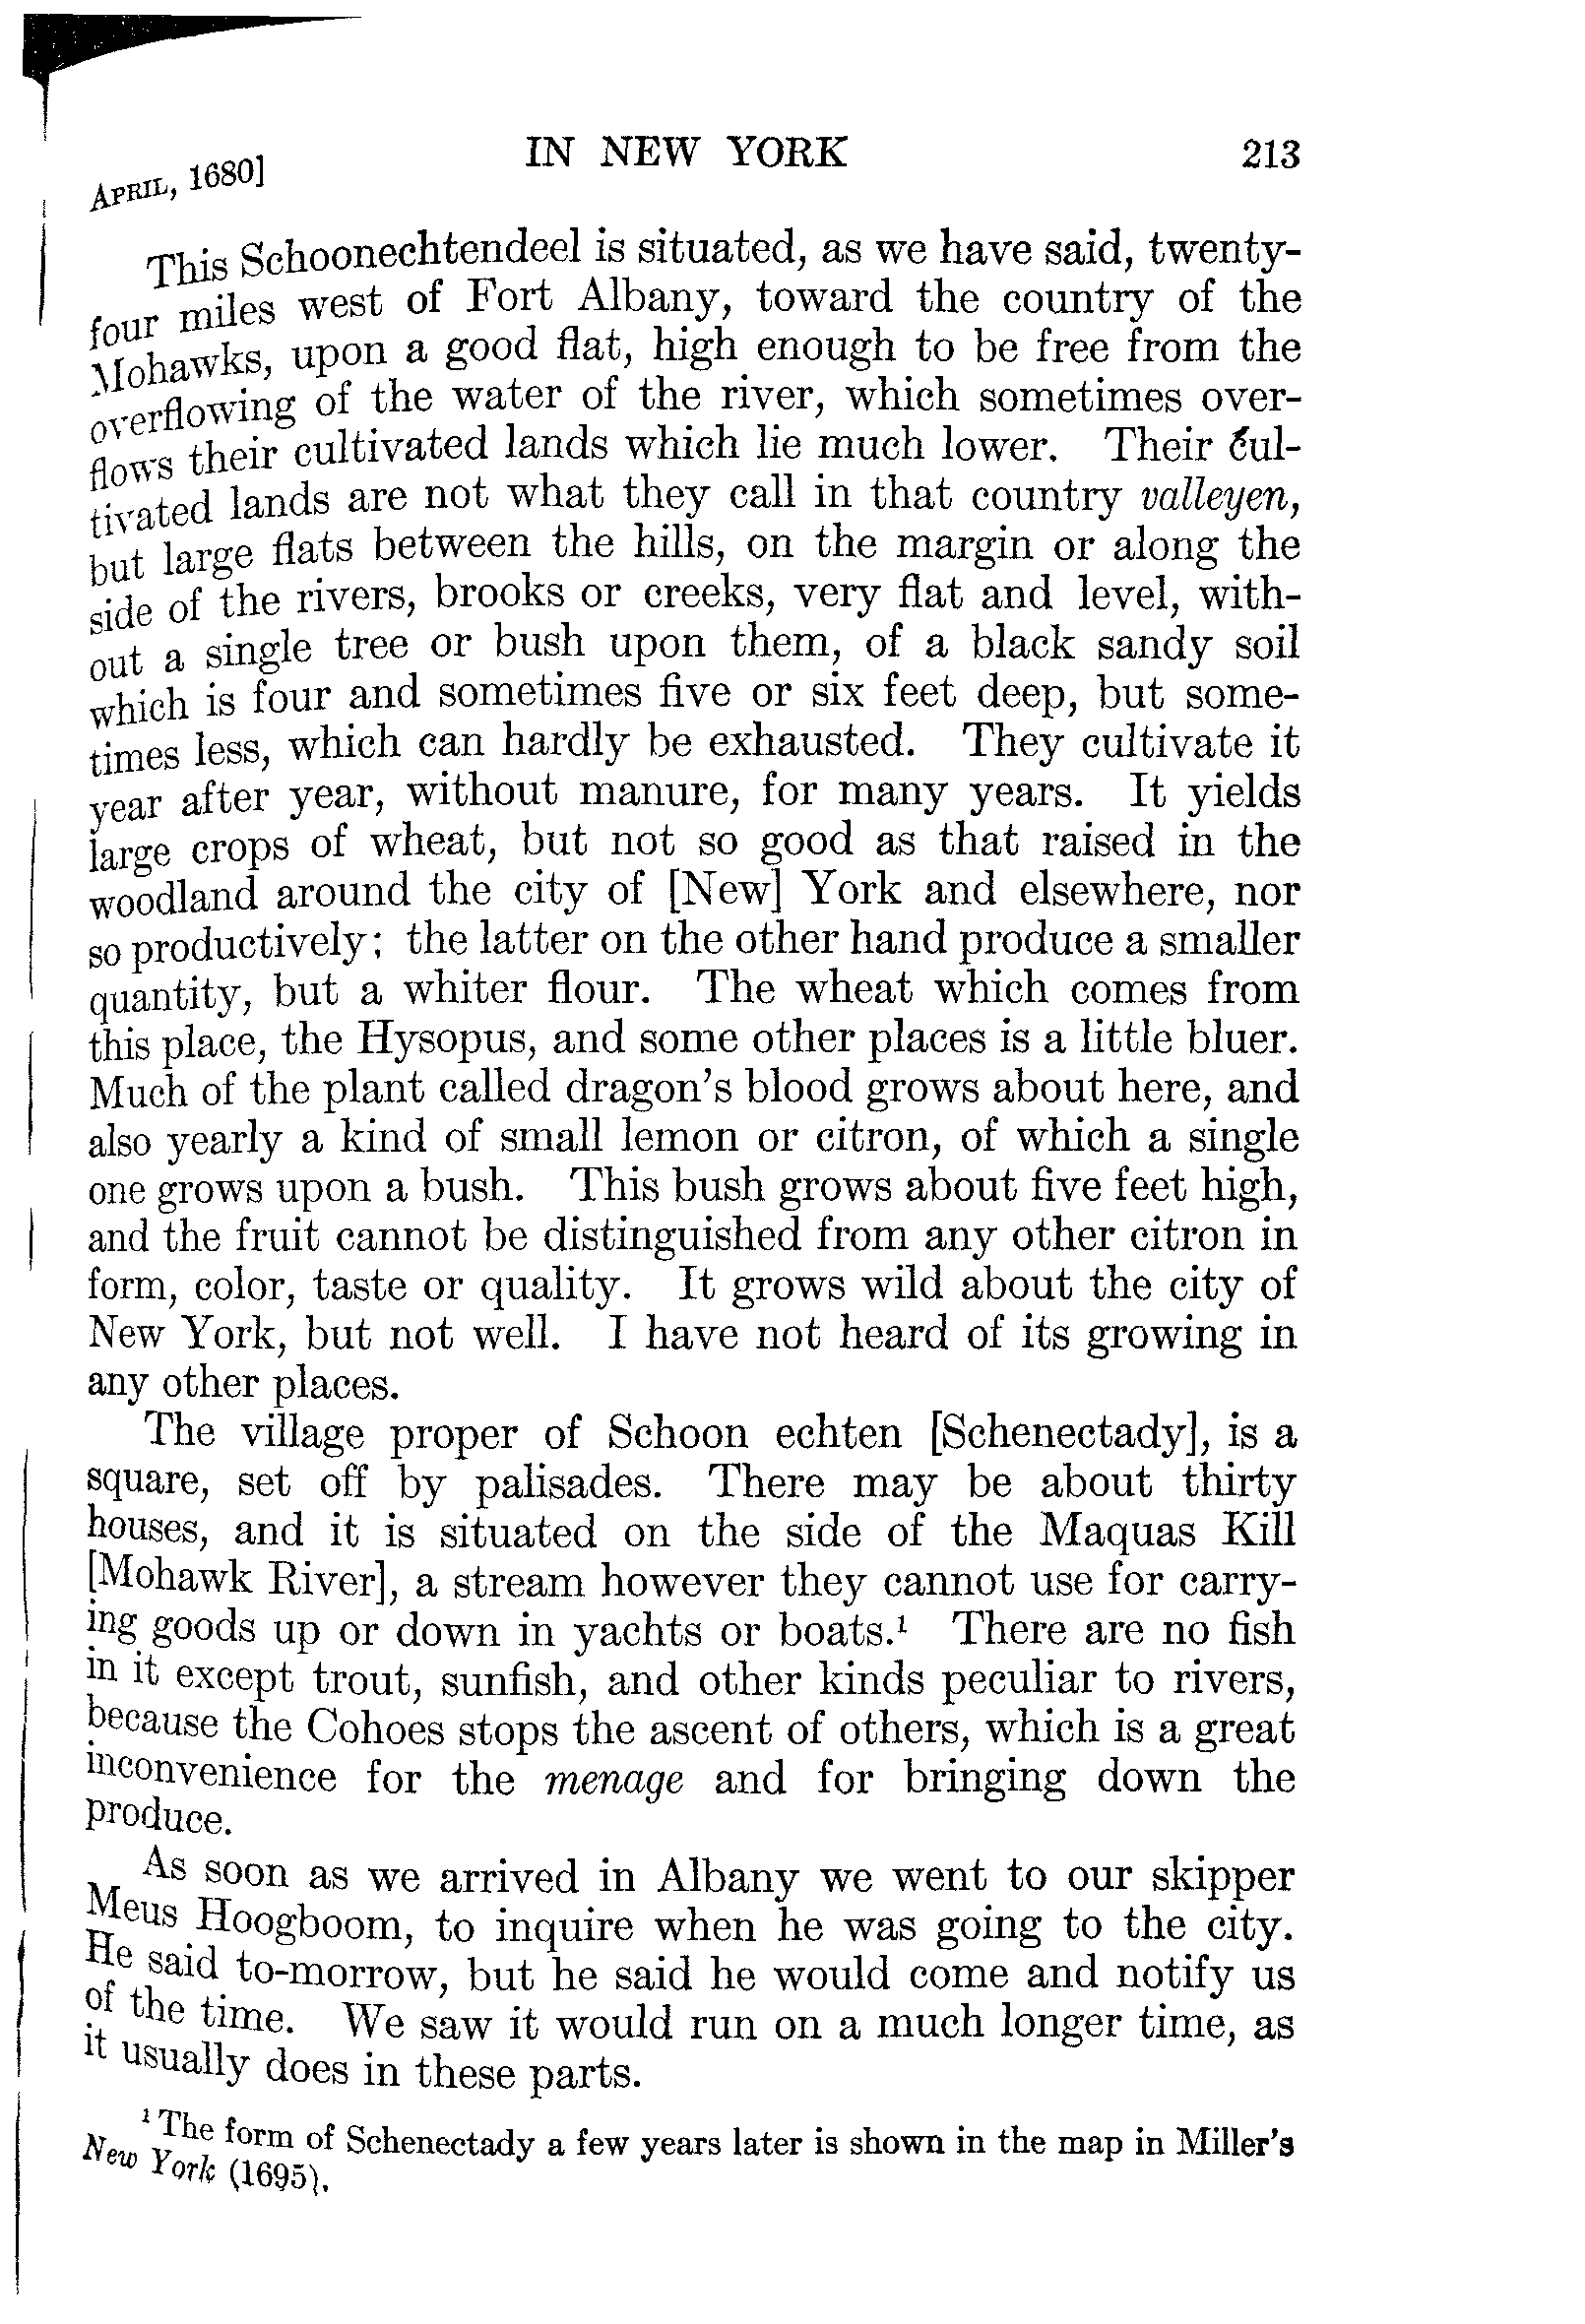 APRIL, 1680] IN NEW YORK 213
This Schoonechtendeel is situated, as we have said, twenty-
four miles west of Fort Albany, toward the country of the
Mohawks, upon a good flat, high enough to be free from the
overflowing of the water of the river, which sometimes over-
flows their cultivated lands which lie much lower. Their cul-
tivated lands are not what they call in that country valleyen,
but large flats between the hills, on the margin or along the
side of the rivers, brooks or creeks, very flat and level, with-
out a single tree or bush upon them, of a black sandy soil
which is four and sometimes five or six feet deep, but some-
times less, which can hardly be exhausted. They cultivate it
year after year, without manure, for many years. It yields
large crops of wheat, but not so good as that raised in the
woodland around the city of [New] York and elsewhere, nor
so productively; the latter on the other hand produce a smaller
quantity, but a whiter flour. The wheat which comes from
this place, the Hysopus, and some other places is a little bluer.
Much of the plant called dragon's blood grows about here, and
also yearly a kind of small lemon or citron, of which a single
one grows upon a bush. This bush grows about five feet high,
and the fruit cannot be distinguished from any other citron in
form, color, taste or quality. It grows wild about the city of
New York, but not well. I have not heard of its growing in
any other places.
The village proper of Schoon echten [Schenectady], is a
square, set off by palisades. There may be about thirty
houses, and it is situated on the side of the Maquas Kill
[Mohawk River], a stream however they cannot use for carry-
ing goods up or down in yachts or boats.¹ There are no fish
in it except trout, sunfish, and other kinds peculiar to rivers,
because the Cohoes stops the ascent of others, which is a great
inconvenience for the menage and for bringing down the
produce.
As soon as we arrived in Albany we went to our skipper
Meus Hoogboom, to inquire when he was going to the city.
He said to-morrow, but he said he would come and notify us
of the time. We saw it would run on a much longer time, as
it usually does in these parts.
¹ The form of Schenectady a few years later is shown in the map in Miller's
New York (1695).